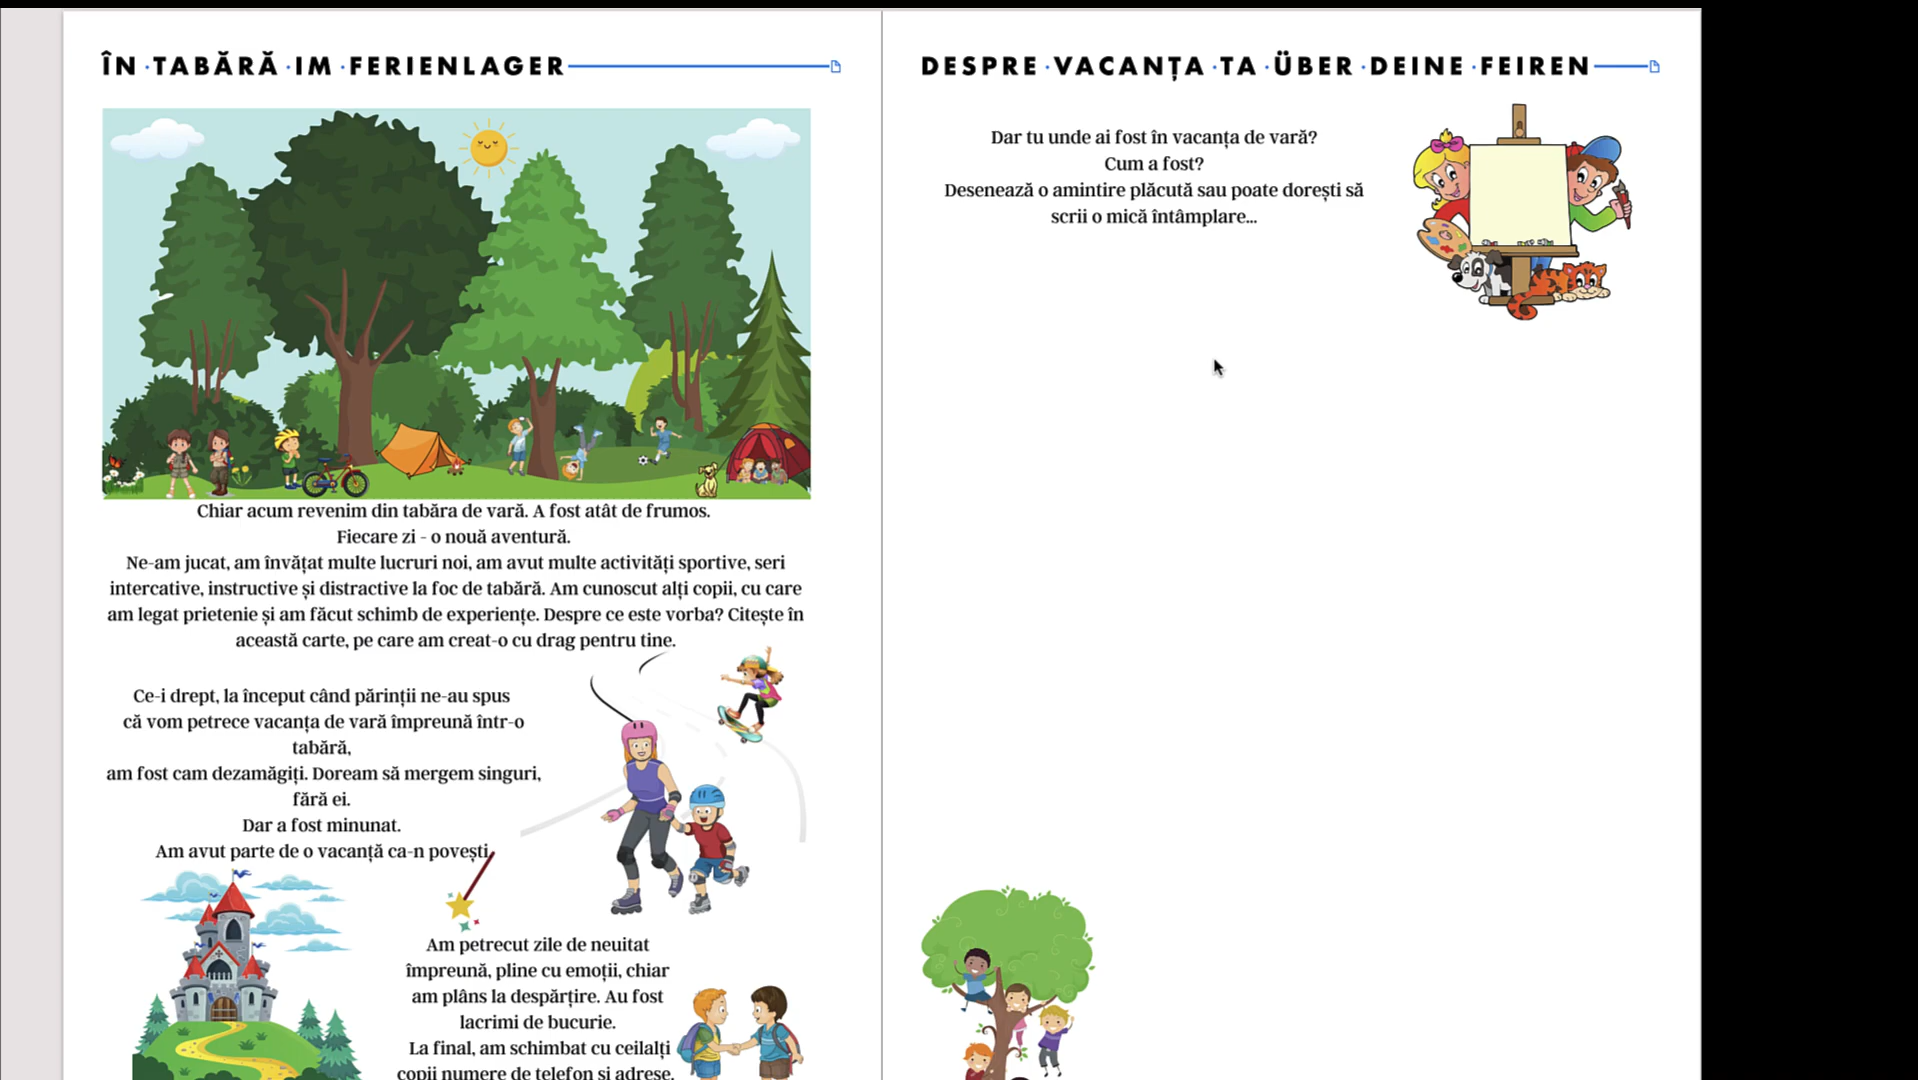 ÎN · TABĂRĂ · IM · FERIENLAGER
Chiar acum revenim din tabăra de vară. A fost atât de frumos.
Fiecare zi - o nouă aventură.
Ne-am jucat, am învățat multe lucruri noi, am avut multe activități sportive, seri
intercative, instructive și distractive la foc de tabără. Am cunoscut alți copii, cu care
am legat prietenie și am făcut schimb de experiențe. Despre ce este vorba? Citește în
această carte, pe care am creat-o cu drag pentru tine.
Ce-i drept, la început când părinții ne-au spus
că vom petrece vacanța de vară împreună într-o
tabără,
am fost cam dezamăgiți. Doream să mergem singuri,
fără ei.
Dar a fost minunat.
Am avut parte de o vacanță ca-n povești
Am petrecut zile de neuitat
împreună, pline cu emoții, chiar
am plâns la despărțire. Au fost
lacrimi de bucurie.
La final, am schimbat cu ceilalți
copii numere de telefon și adrese.
DESPRE · VACANȚA · TA · ÜBER · DEINE · FEIREN
Dar tu unde ai fost în vacanța de vară?
Cum a fost?
Desenează o amintire plăcută sau poate dorești să
scrii o mică întâmplare...